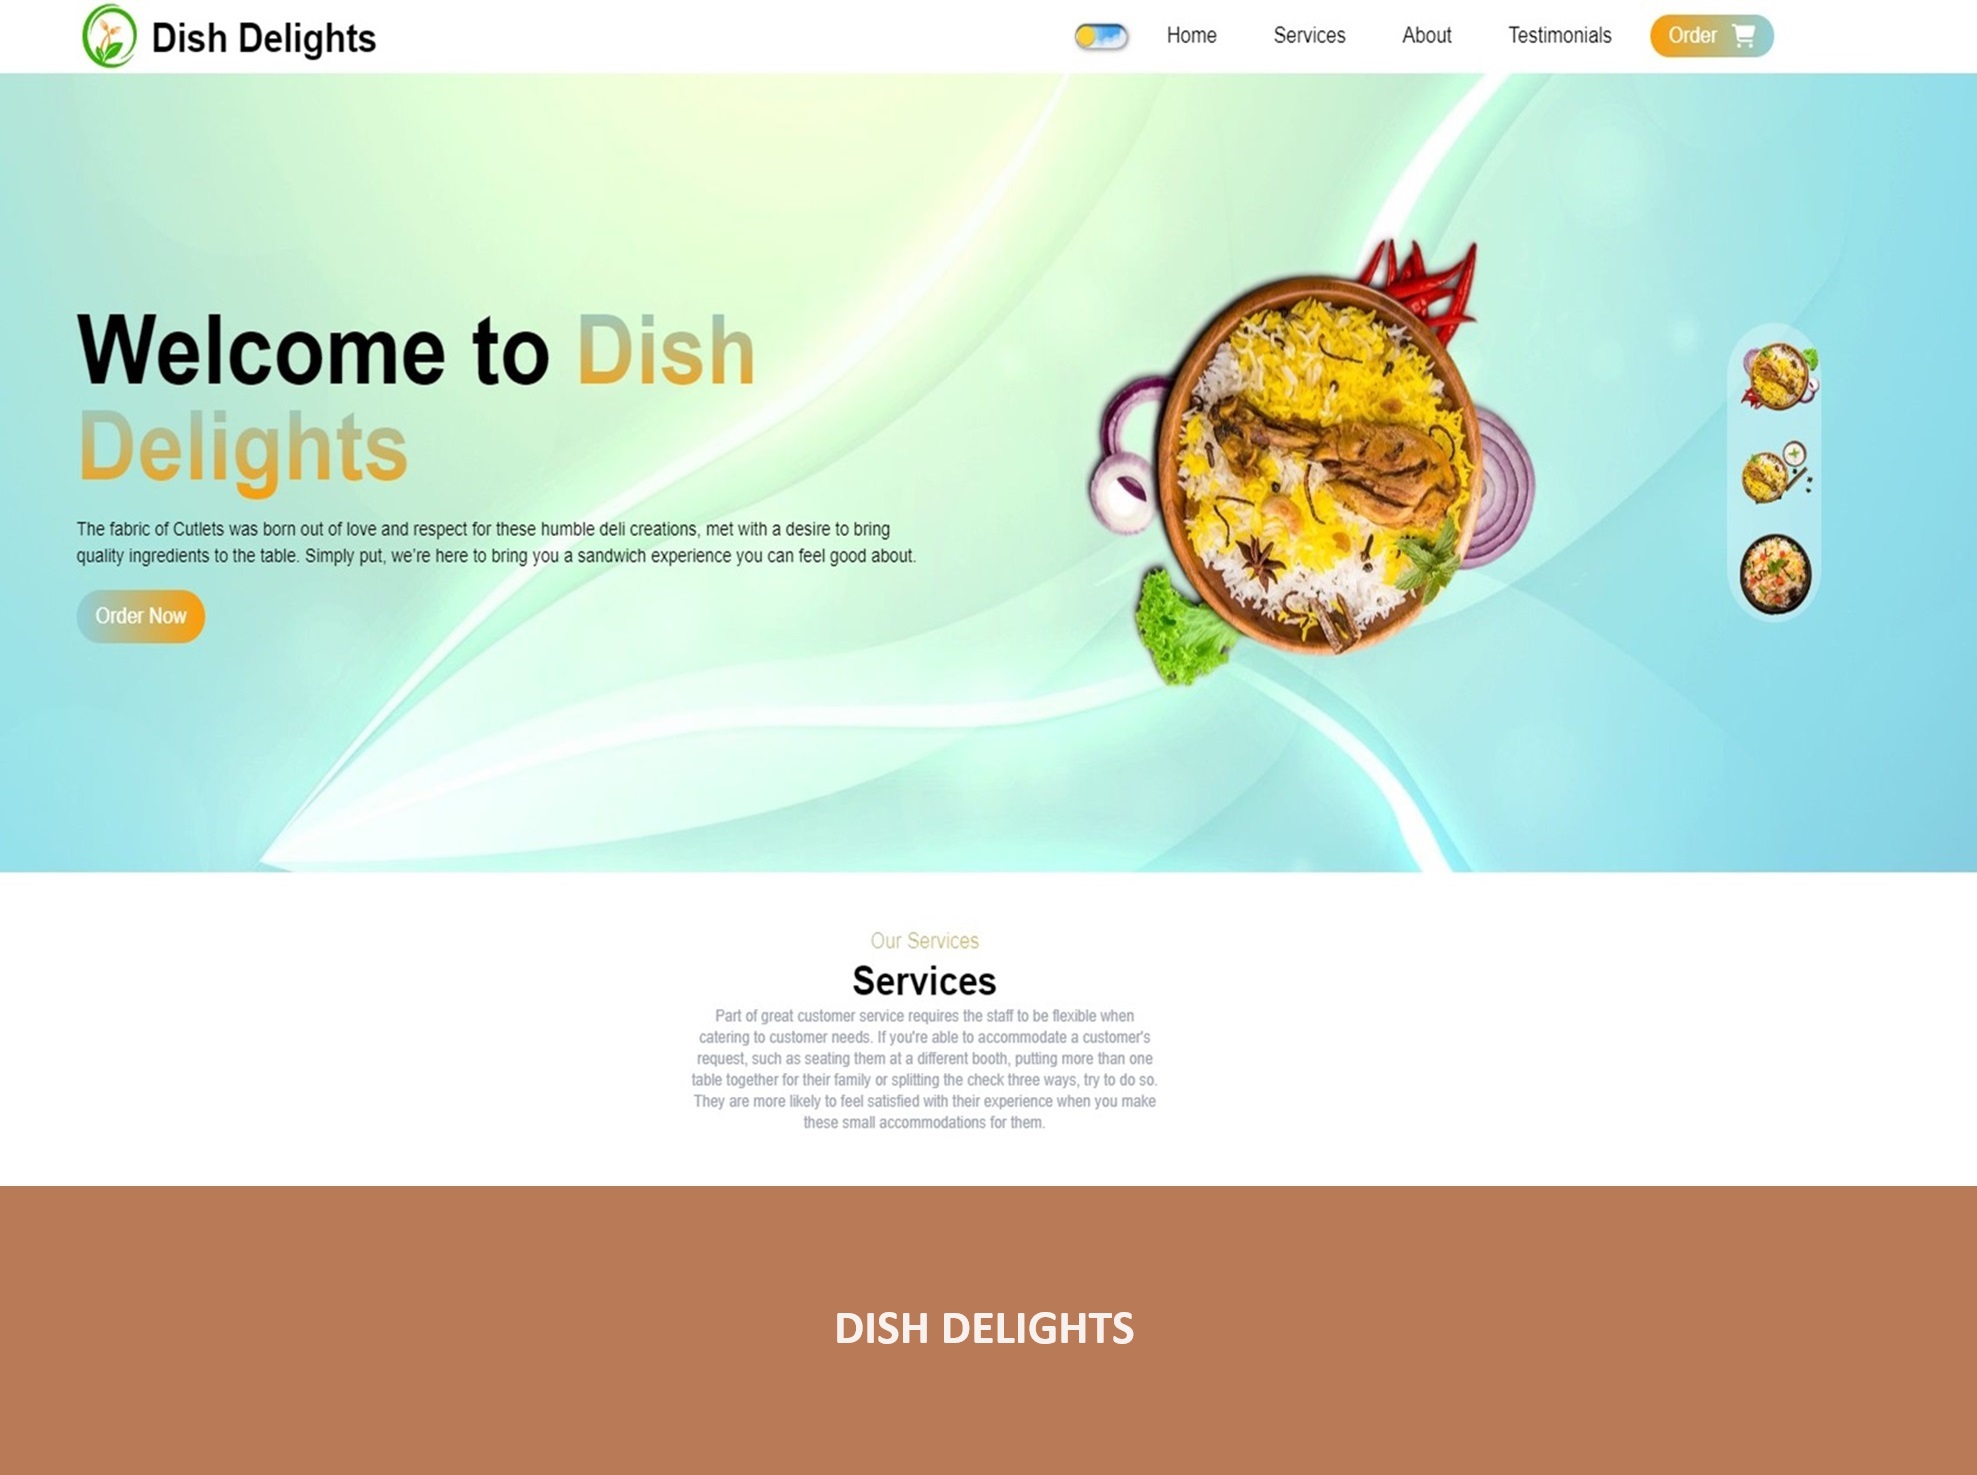 Dish Delights
Home
Services
About
Testimonials
Order
Welcome to Dish
Delights
The fabric of Cutlets was born out of love and respect for these humble deli creations, met with a desire to bring
quality ingredients to the table. Simply put, we’re here to bring you a sandwich experience you can feel good about.
Order Now
Our Services
Services
Part of great customer service requires the staff to be flexible when
catering to customer needs. If you're able to accommodate a customer's
request, such as seating them at a different booth, putting more than one
table together for their family or splitting the check three ways, try to do so.
They are more likely to feel satisfied with their experience when you make
these small accommodations for them.
DISH DELIGHTS